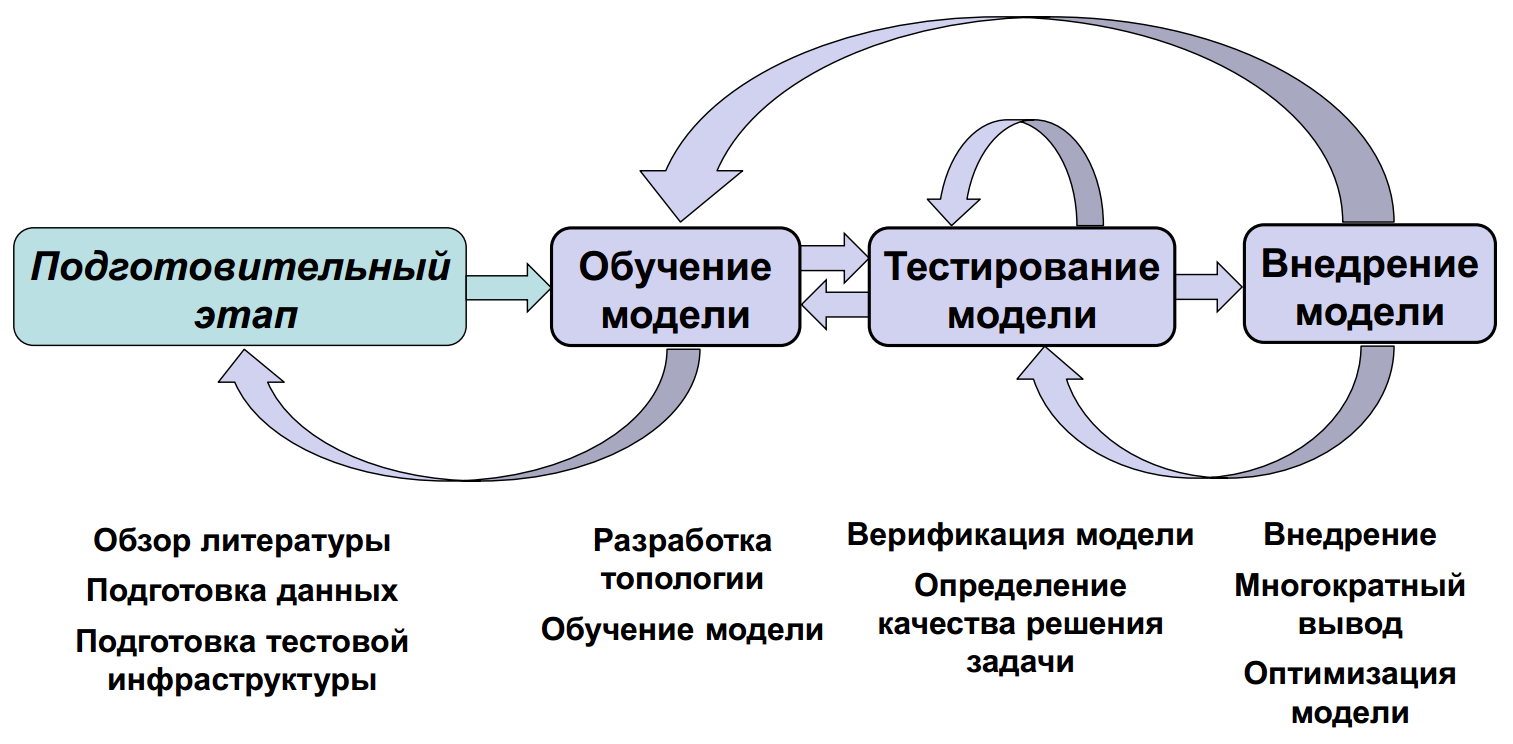 Подготовительный
этап
Обучение
модели
Тестирование
модели
Внедрение
модели
Обзор литературы
Подготовка данных
Подготовка тестовой
инфраструктуры
Разработка
топологии
Обучение модели
Верификация модели
Определение
качества решения
задачи
Внедрение
Многократный
вывод
Оптимизация
модели